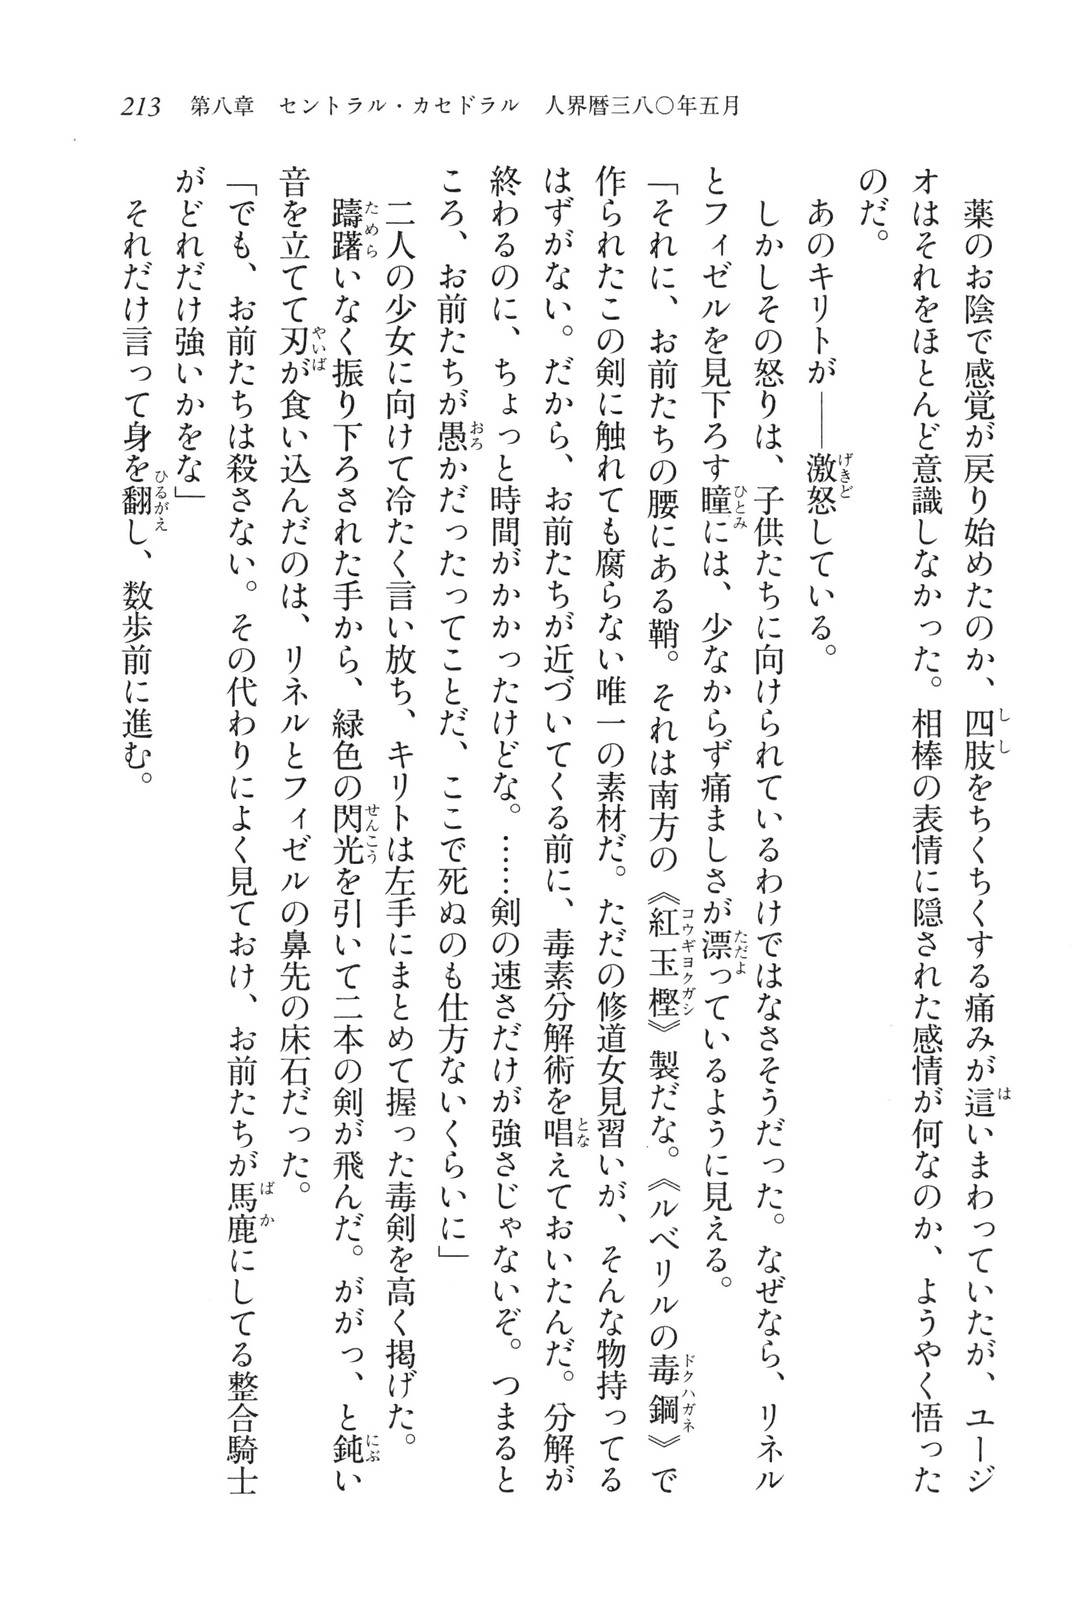 213　第八章　セントラル・カセドラル　人界暦三八〇年五月
　薬のお陰で感覚が戻り始めたのか、四肢をちくちくする痛みが這いまわっていたが、ユージ
オはそれをほとんど意識しなかった。相棒の表情に隠された感情が何なのか、ようやく悟った
のだ。
　あのキリトが——激怒している。
　しかしその怒りは、子供たちに向けられているわけではなさそうだった。なぜなら、リネル
とフィゼルを見下ろす瞳には、少なからず痛ましさが漂っているように見える。
「それに、お前たちの腰にある鞘。それは南方の《紅玉樫》製だな。《ルベリルの毒鋼》で
作られたこの剣に触れても腐らない唯一の素材だ。ただの修道女見習いが、そんな物持ってる
はずがない。だから、お前たちが近づいてくる前に、毒素分解術を唱えておいたんだ。分解が
終わるのに、ちょっと時間がかかったけどな。……剣の速さだけが強さじゃないぞ。つまると
ころ、お前たちが愚かだったってことだ、ここで死ぬのも仕方ないくらいに」
　二人の少女に向けて冷たく言い放ち、キリトは左手にまとめて握った毒剣を高く掲げた。
　躊躇いなく振り下ろされた手から、緑色の閃光を引いて二本の剣が飛んだ。ががっ、と鈍い
音を立てて刃が食い込んだのは、リネルとフィゼルの鼻先の床石だった。
「でも、お前たちは殺さない。その代わりによく見ておけ、お前たちが馬鹿にしてる整合騎士
がどれだけ強いかをな」
　それだけ言って身を翻し、数歩前に進む。